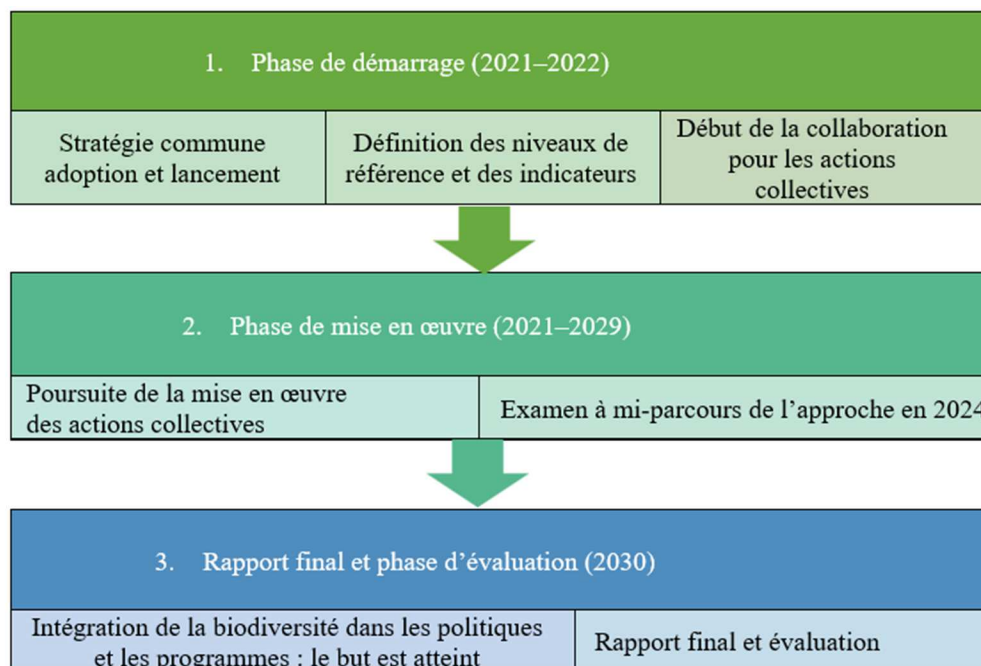 1. Phase de démarrage (2021–2022)
Stratégie commune
adoption et lancement
Définition des niveaux de
référence et des indicateurs
Début de la collaboration
pour les actions
collectives
2. Phase de mise en œuvre (2021–2029)
Poursuite de la mise en œuvre
des actions collectives
Examen à mi-parcours de l’approche en 2024
3. Rapport final et phase d’évaluation (2030)
Intégration de la biodiversité dans les politiques
et les programmes : le but est atteint
Rapport final et évaluation